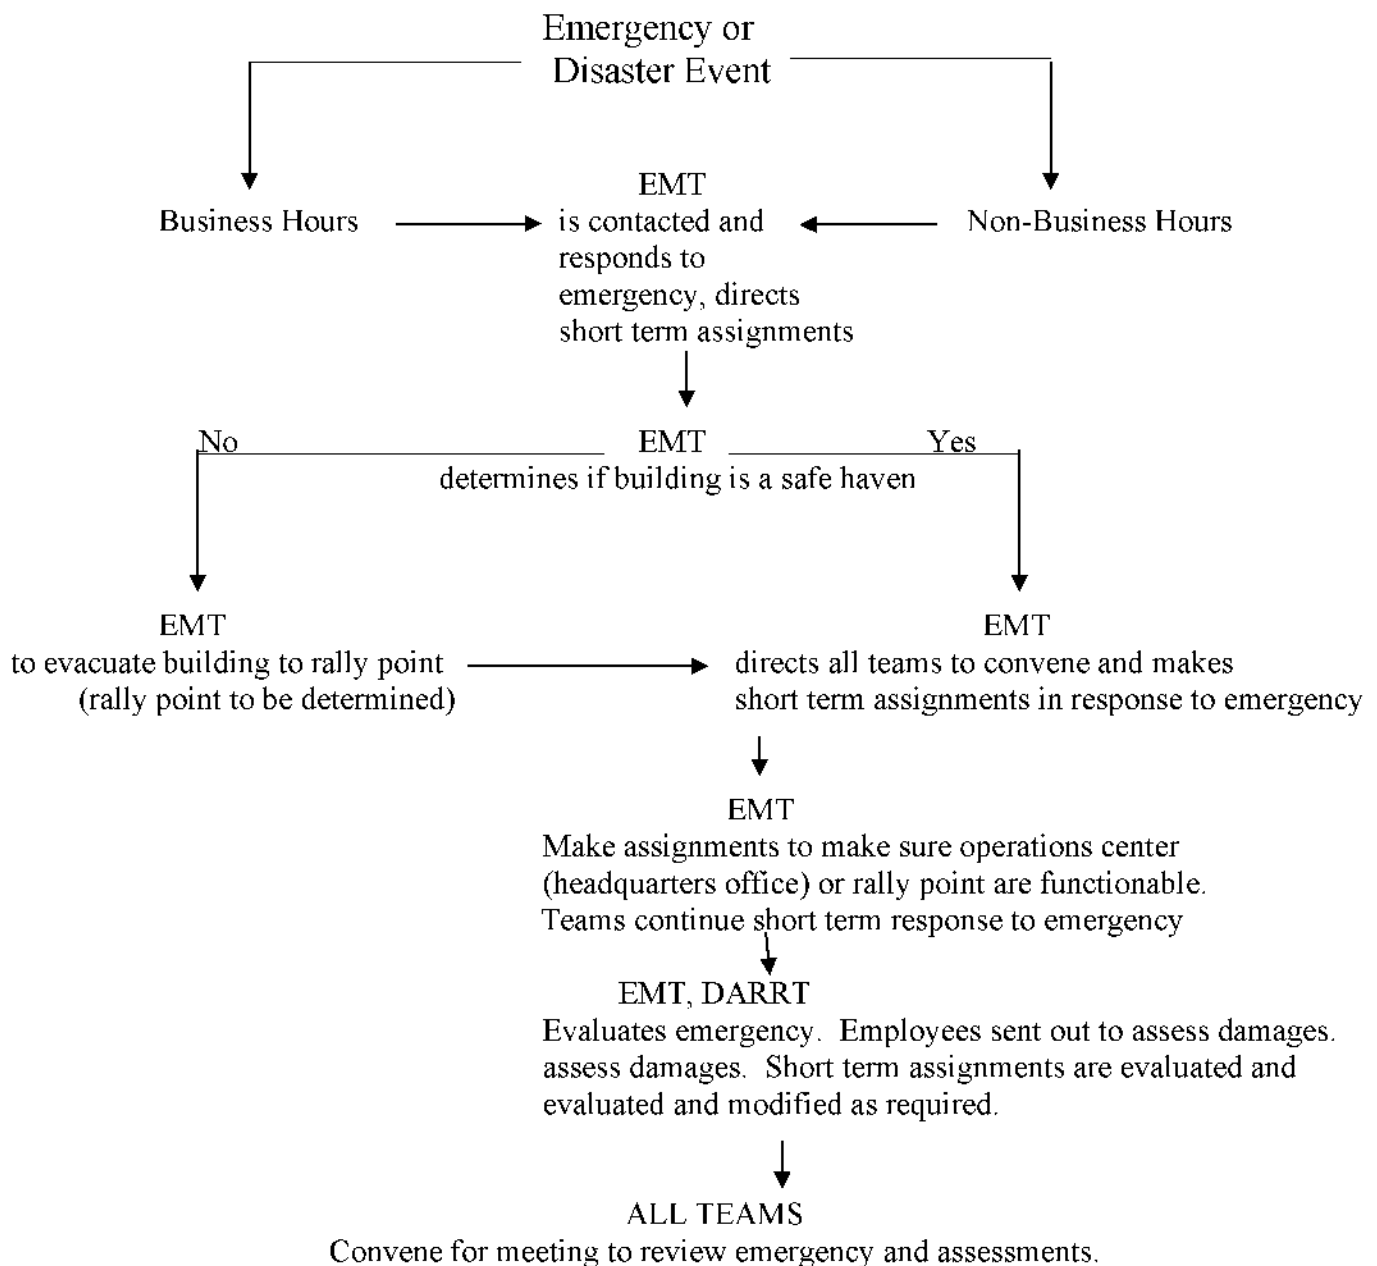 Emergency or
Disaster Event
EMT
Business Hours
is contacted and
Non-Business Hours
responds to
emergency, directs
short term assignments
No
EMT
Yes
determines if building is a safe haven
EMT
EMT
to evacuate building to rally point
directs all teams to convene and makes
(rally point to be determined)
short term assignments in response to emergency
EMT
Make assignments to make sure operations center
(headquarters office) or rally point are functionable.
Teams continue short term response to emergency
EMT, DARRT
Evaluates emergency.  Employees sent out to assess damages.
assess damages.  Short term assignments are evaluated and
evaluated and modified as required.
ALL TEAMS
Convene for meeting to review emergency and assessments.